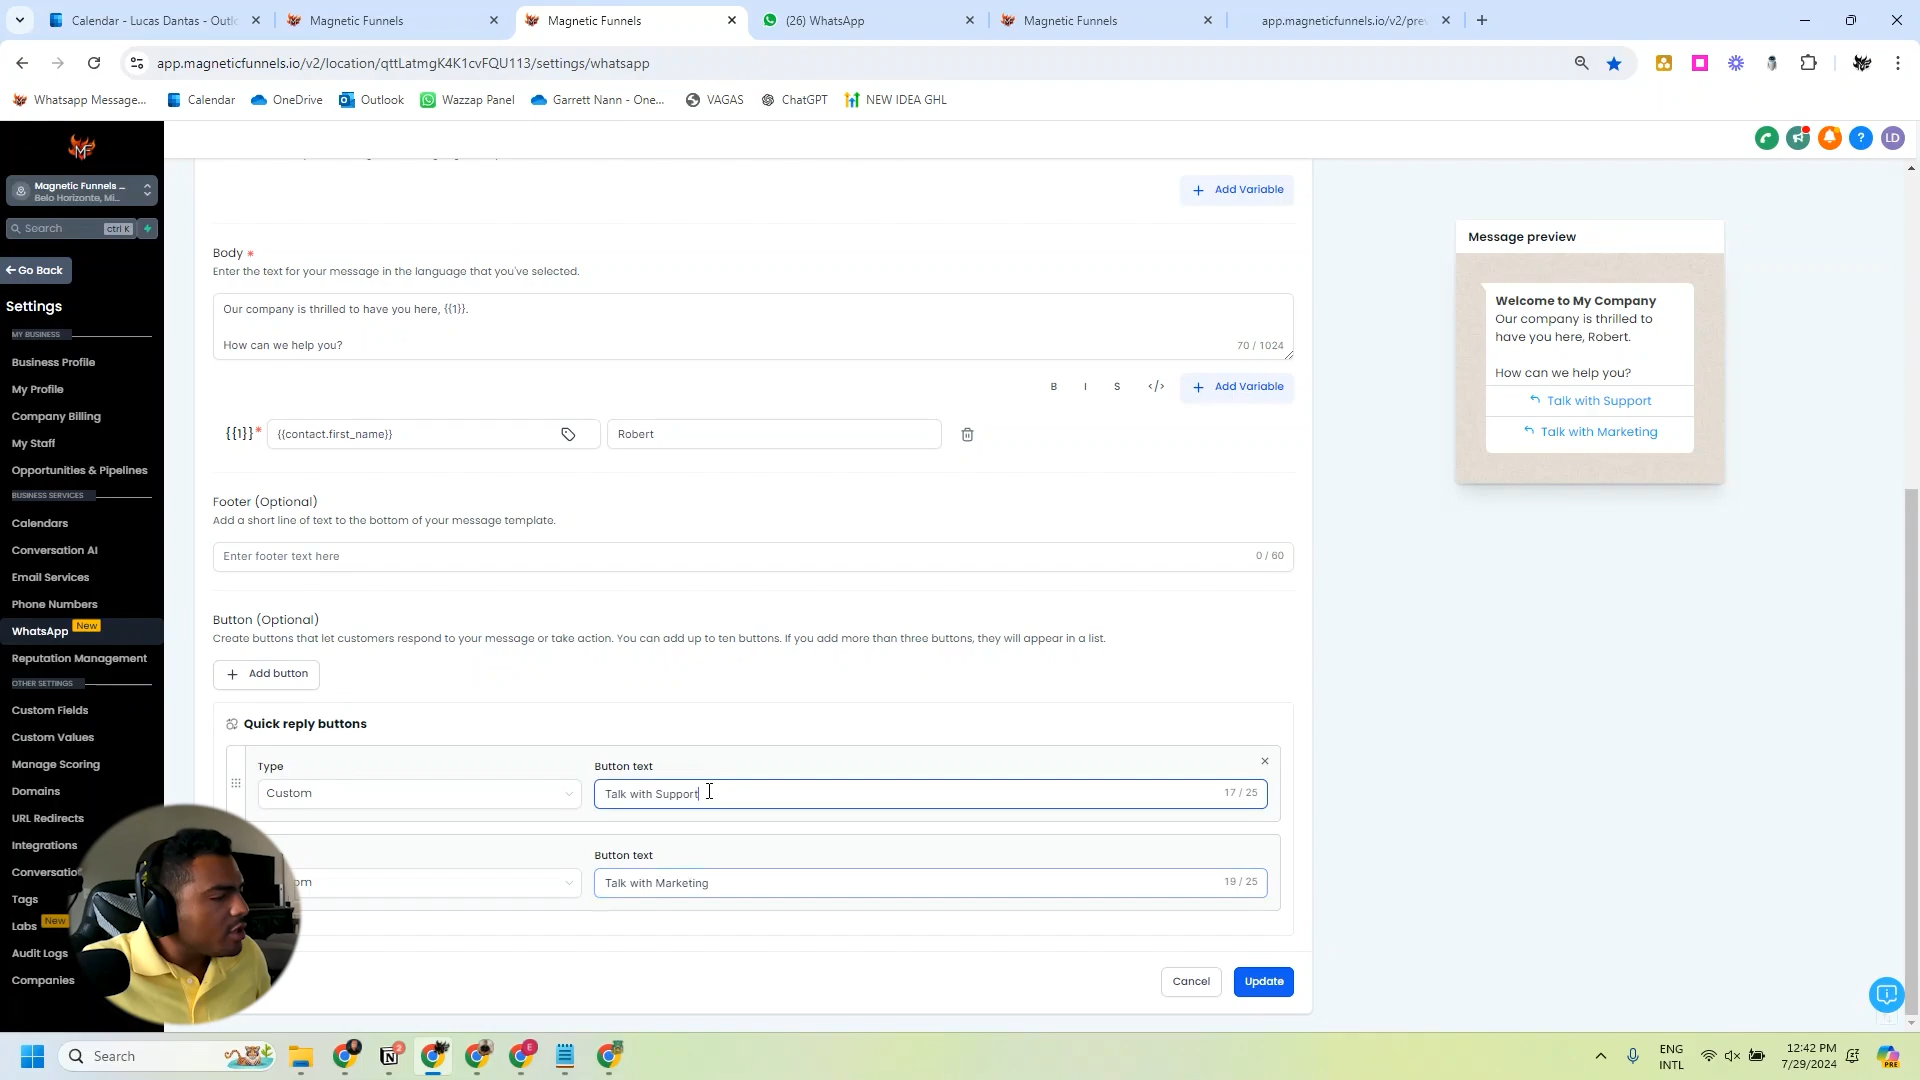 Calendar - Lucas Dantas - Outlo
Magnetic Funnels
Magnetic Funnels
(26) WhatsApp
Magnetic Funnels
app.magneticfunnels.io/v2/pre
app.magneticfunnels.io/v2/location/qttLatmgK4K1cvFQU113/settings/whatsapp
Whatsapp Message...
Calendar
OneDrive
Outlook
Wazzap Panel
Garrett Nann - One...
VAGAS
ChatGPT
NEW IDEA GHL
MF
Magnetic Funnels ...
Belo Horizonte, Mi...
Search
ctrl K
Go Back
Settings
MY BUSINESS
Business Profile
My Profile
Company Billing
My Staff
Opportunities & Pipelines
BUSINESS SERVICES
Calendars
Conversation AI
Email Services
Phone Numbers
WhatsApp New
Reputation Management
OTHER SETTINGS
Custom Fields
Custom Values
Manage Scoring
Domains
URL Redirects
Integrations
Conversatio
Tags
Labs New
Audit Logs
Companies
LD
Add Variable
Body *
Enter the text for your message in the language that you've selected.
Our company is thrilled to have you here, {{1}}.
How can we help you?
70 / 1024
B I S </> + Add Variable
{{1}}* {{contact.first_name}} Robert
Footer (Optional)
Add a short line of text to the bottom of your message template.
Enter footer text here 0 / 60
Button (Optional)
Create buttons that let customers respond to your message or take action. You can add up to ten buttons. If you add more than three buttons, they will appear in a list.
+ Add button
Quick reply buttons
Type Button text
Custom Talk with Support 17 / 25
Button text
om Talk with Marketing 19 / 25
Cancel Update
Message preview
Welcome to My Company
Our company is thrilled to
have you here, Robert.
How can we help you?
Talk with Support
Talk with Marketing
Search
ENG
INTL
12:42 PM
7/29/2024
PRE